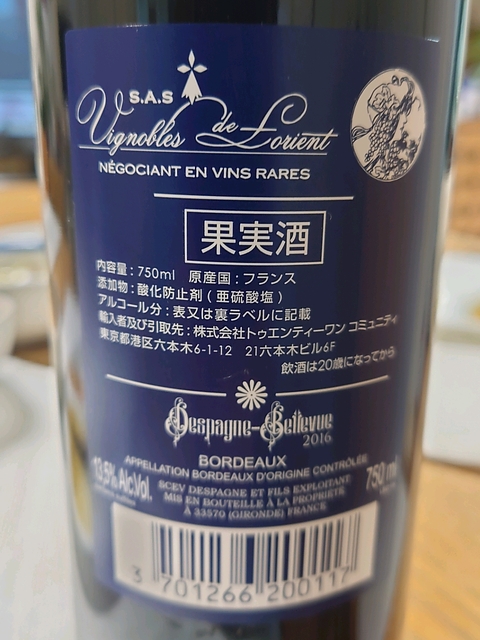 S.A.S
Vignobles de Lorient
NÉGOCIANT EN VINS RARES
果実酒
内容量：750ml 原産国：フランス
添加物：酸化防止剤（亜硫酸塩）
アルコール分：表又は裏ラベルに記載
輸入者及び引取先：株式会社トゥエンティーワン コミュニティ
東京都港区六本木6-1-12 21六本木ビル6F
飲酒は20歳になってから
Despagne-Bellevue
2016
BORDEAUX
APPELLATION BORDEAUX D'ORIGINE CONTRÔLÉE
13,5% Alc.Vol.
SCEV DESPAGNE ET FILS EXPLOITANT
MIS EN BOUTEILLE À LA PROPRIÉTÉ
À 33570 (GIRONDE) FRANCE
750 ml
3 701266 200117